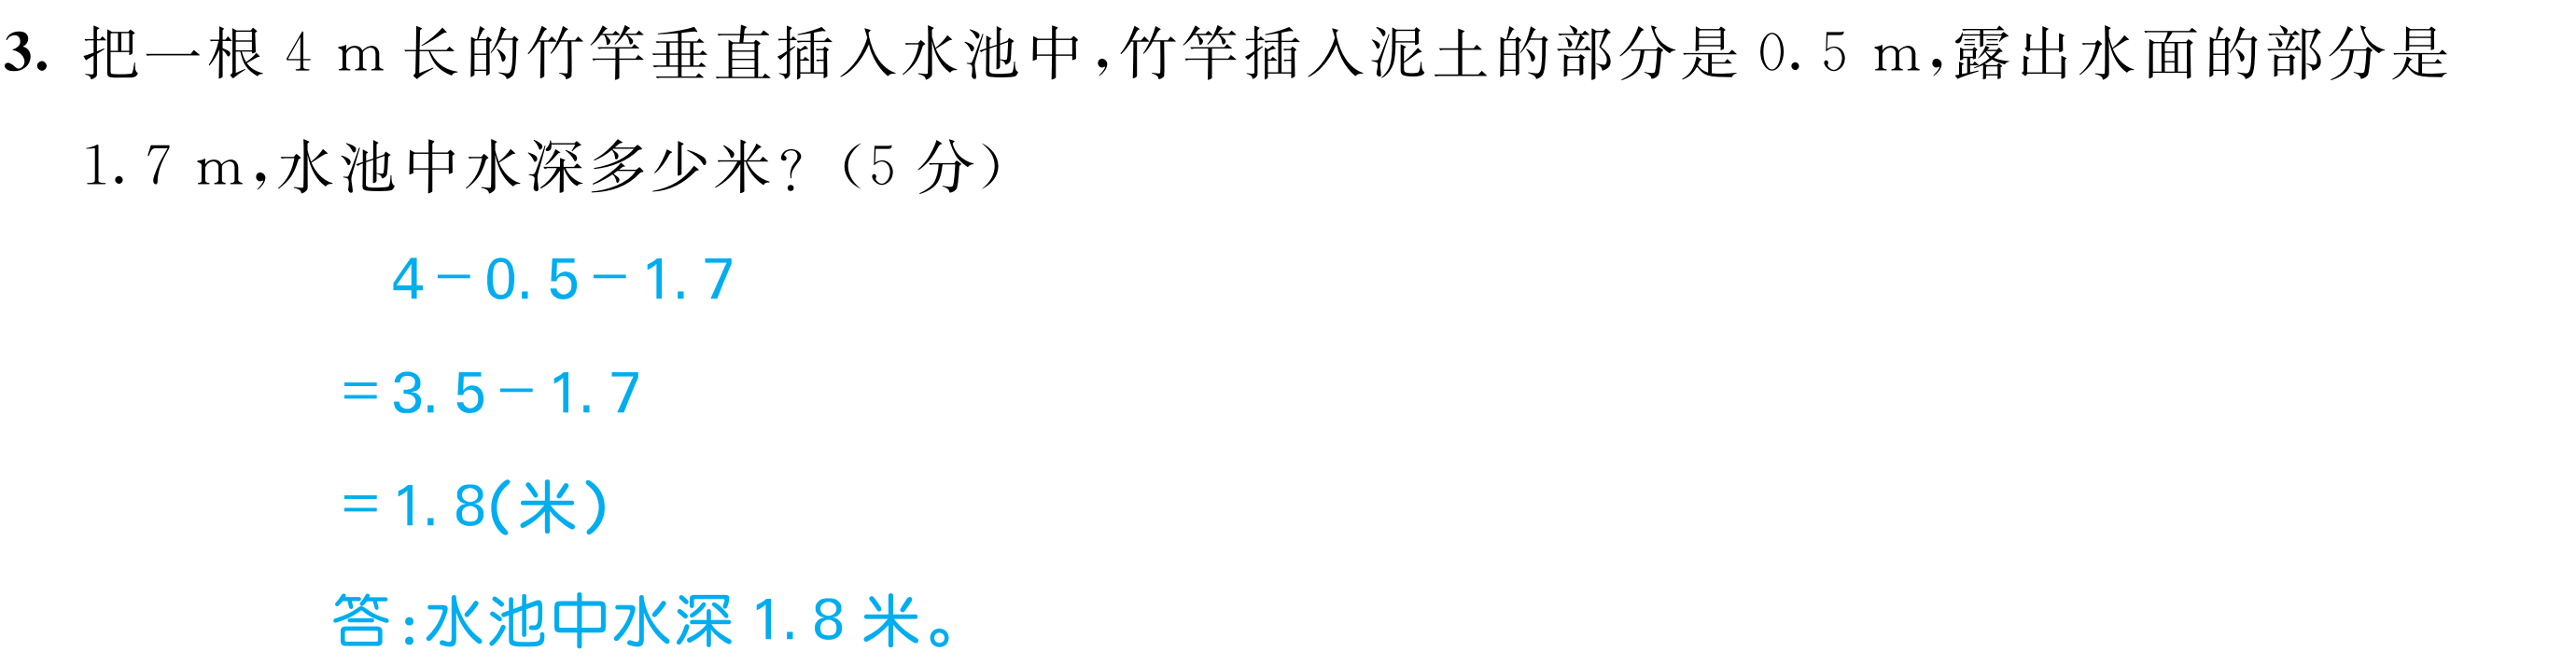 3. 把一根 4 m 长的竹竿垂直插入水池中,竹竿插入泥土的部分是 0.5 m,露出水面的部分是
1.7 m,水池中水深多少米?(5 分)
4-0.5-1.7
=3.5-1.7
=1.8(米)
答:水池中水深 1.8 米。